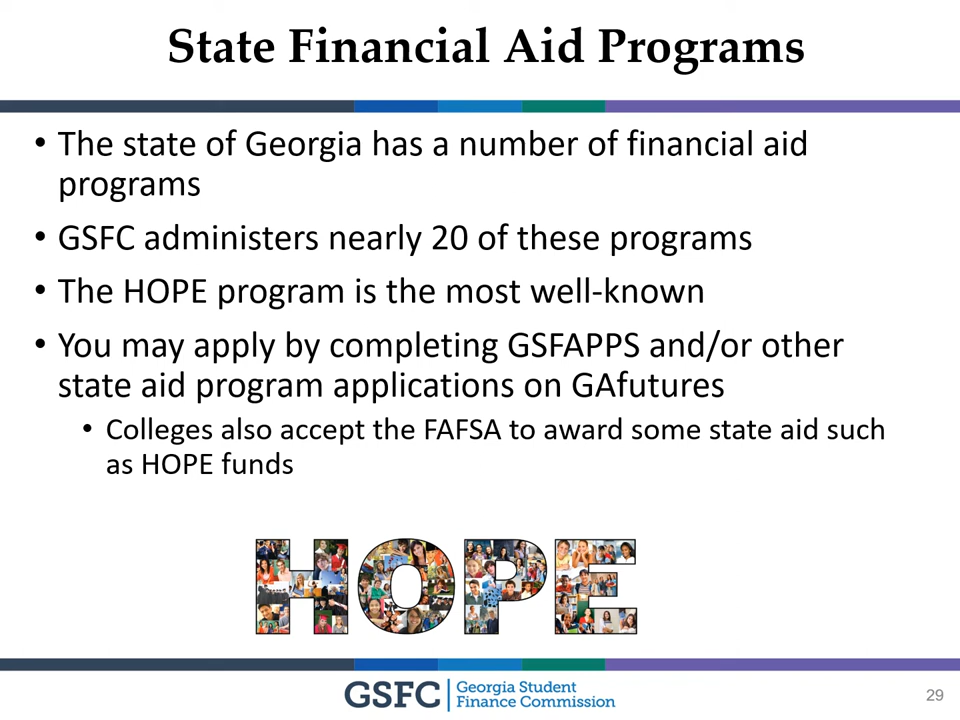 State Financial Aid Programs
• The state of Georgia has a number of financial aid
programs
• GSFC administers nearly 20 of these programs
• The HOPE program is the most well-known
• You may apply by completing GSFAPPS and/or other
state aid program applications on GAfutures
• Colleges also accept the FAFSA to award some state aid such
as HOPE funds
HOPE
GSFC | Georgia Student
Finance Commission
29